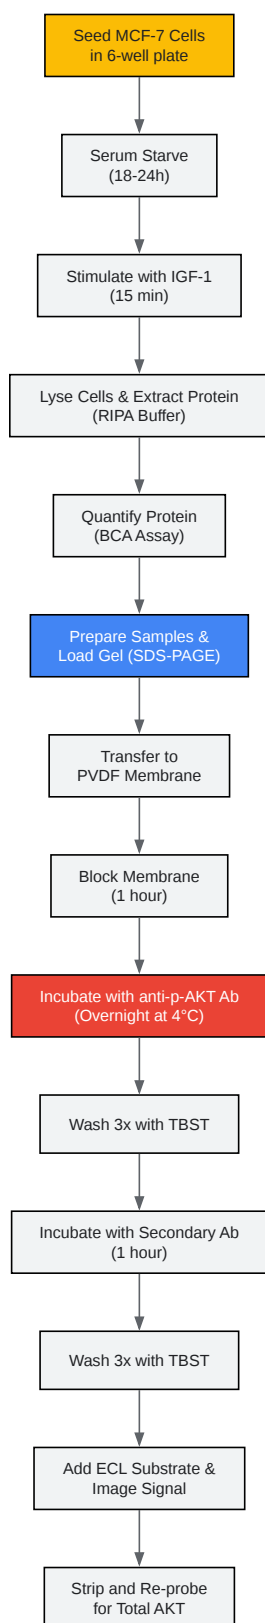 Seed MCF-7 Cells
in 6-well plate
Serum Starve
(18-24h)
Stimulate with IGF-1
(15 min)
Lyse Cells & Extract Protein
(RIPA Buffer)
Quantify Protein
(BCA Assay)
Prepare Samples &
Load Gel (SDS-PAGE)
Transfer to
PVDF Membrane
Block Membrane
(1 hour)
Incubate with anti-p-AKT Ab
(Overnight at 4°C)
Wash 3x with TBST
Incubate with Secondary Ab
(1 hour)
Wash 3x with TBST
Add ECL Substrate &
Image Signal
Strip and Re-probe
for Total AKT